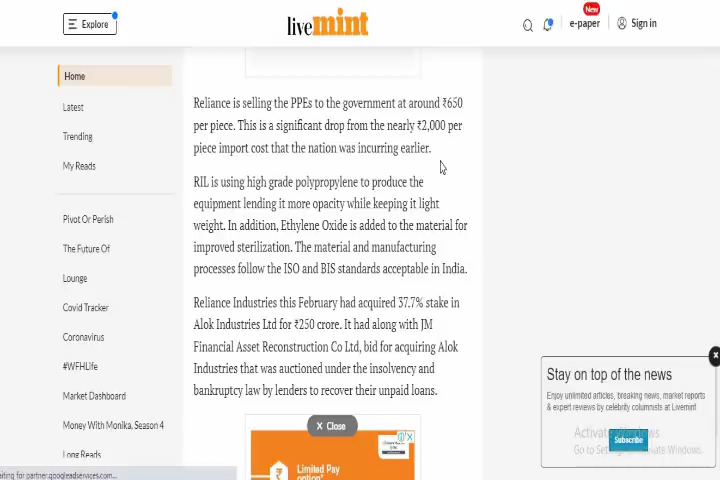 Explore
livemint
New
e-paper
Sign in
Home
Latest
Trending
My Reads
Pivot Or Perish
The Future Of
Lounge
Covid Tracker
Coronavirus
#WFHLife
Market Dashboard
Money With Monika, Season 4
Long Reads
Reliance is selling the PPEs to the government at around ₹650
per piece. This is a significant drop from the nearly ₹2,000 per
piece import cost that the nation was incurring earlier.
RIL is using high grade polypropylene to produce the
equipment lending it more opacity while keeping it light
weight. In addition, Ethylene Oxide is added to the material for
improved sterilization. The material and manufacturing
processes follow the ISO and BIS standards acceptable in India.
Reliance Industries this February had acquired 37.7% stake in
Alok Industries Ltd for ₹250 crore. It had along with JM
Financial Asset Reconstruction Co Ltd, bid for acquiring Alok
Industries that was auctioned under the insolvency and
bankruptcy law by lenders to recover their unpaid loans.
X Close
Limited Pay
option*
Stay on top of the news
Enjoy unlimited articles, breaking news, market reports
& expert reviews by celebrity columnists at Livemint
Subscribe
Activate Windows
Go to Settings to activate Windows.
aiting for partner.googleadservices.com...